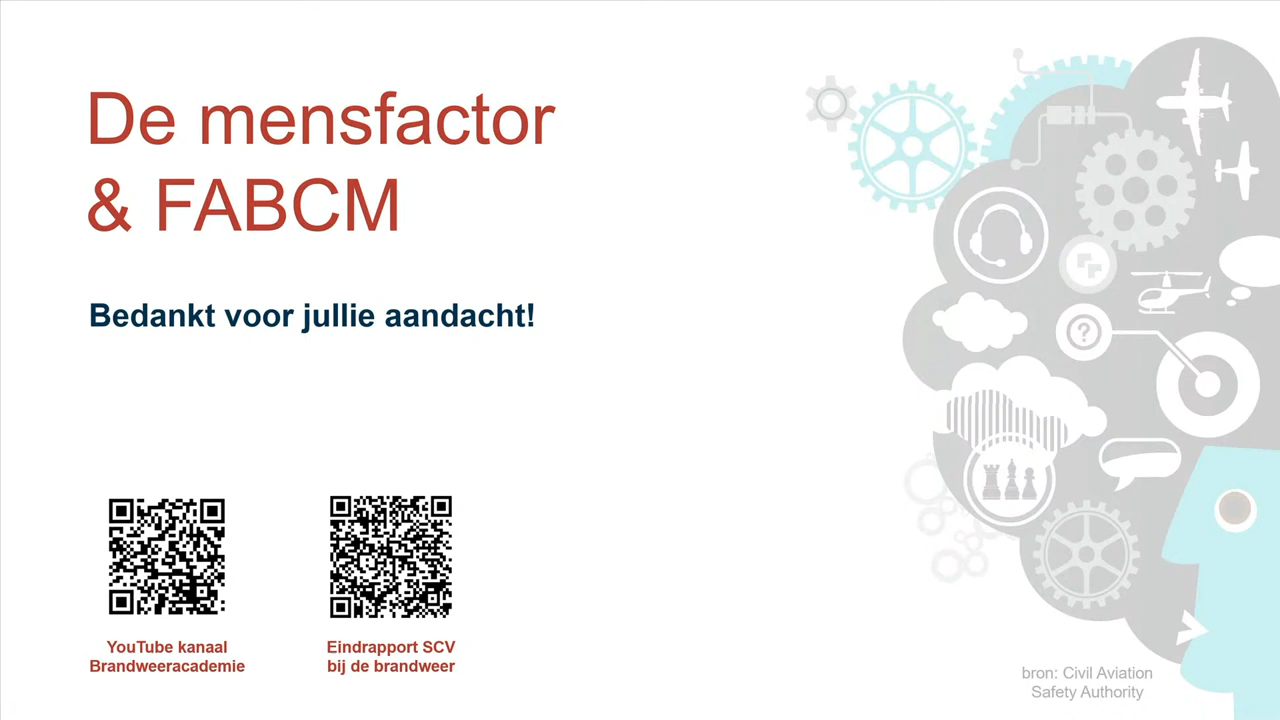 De mensfactor
& FABCM
Bedankt voor jullie aandacht!
?
YouTube kanaal
Brandweeracademie
Eindrapport SCV
bij de brandweer
bron: Civil Aviation
Safety Authority